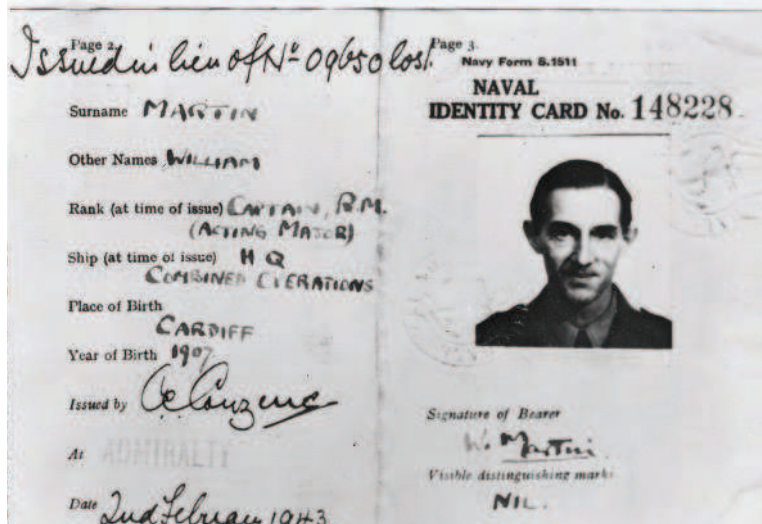 Page 2.
Issued in lieu of No 09650 lost.
Surname MARTIN
Other Names WILLIAM
Rank (at time of issue) CAPTAIN, R.M.
(ACTING MAJOR)
Ship (at time of issue) H Q
COMBINED OPERATIONS
Place of Birth
CARDIFF
Year of Birth 1907
Issued by
At ADMIRALTY
Date 2nd February 1943
Page 3.
Navy Form S.1511
NAVAL
IDENTITY CARD No. 148228
Signature of Bearer
W. Martin
Visible distinguishing marks
NIL.